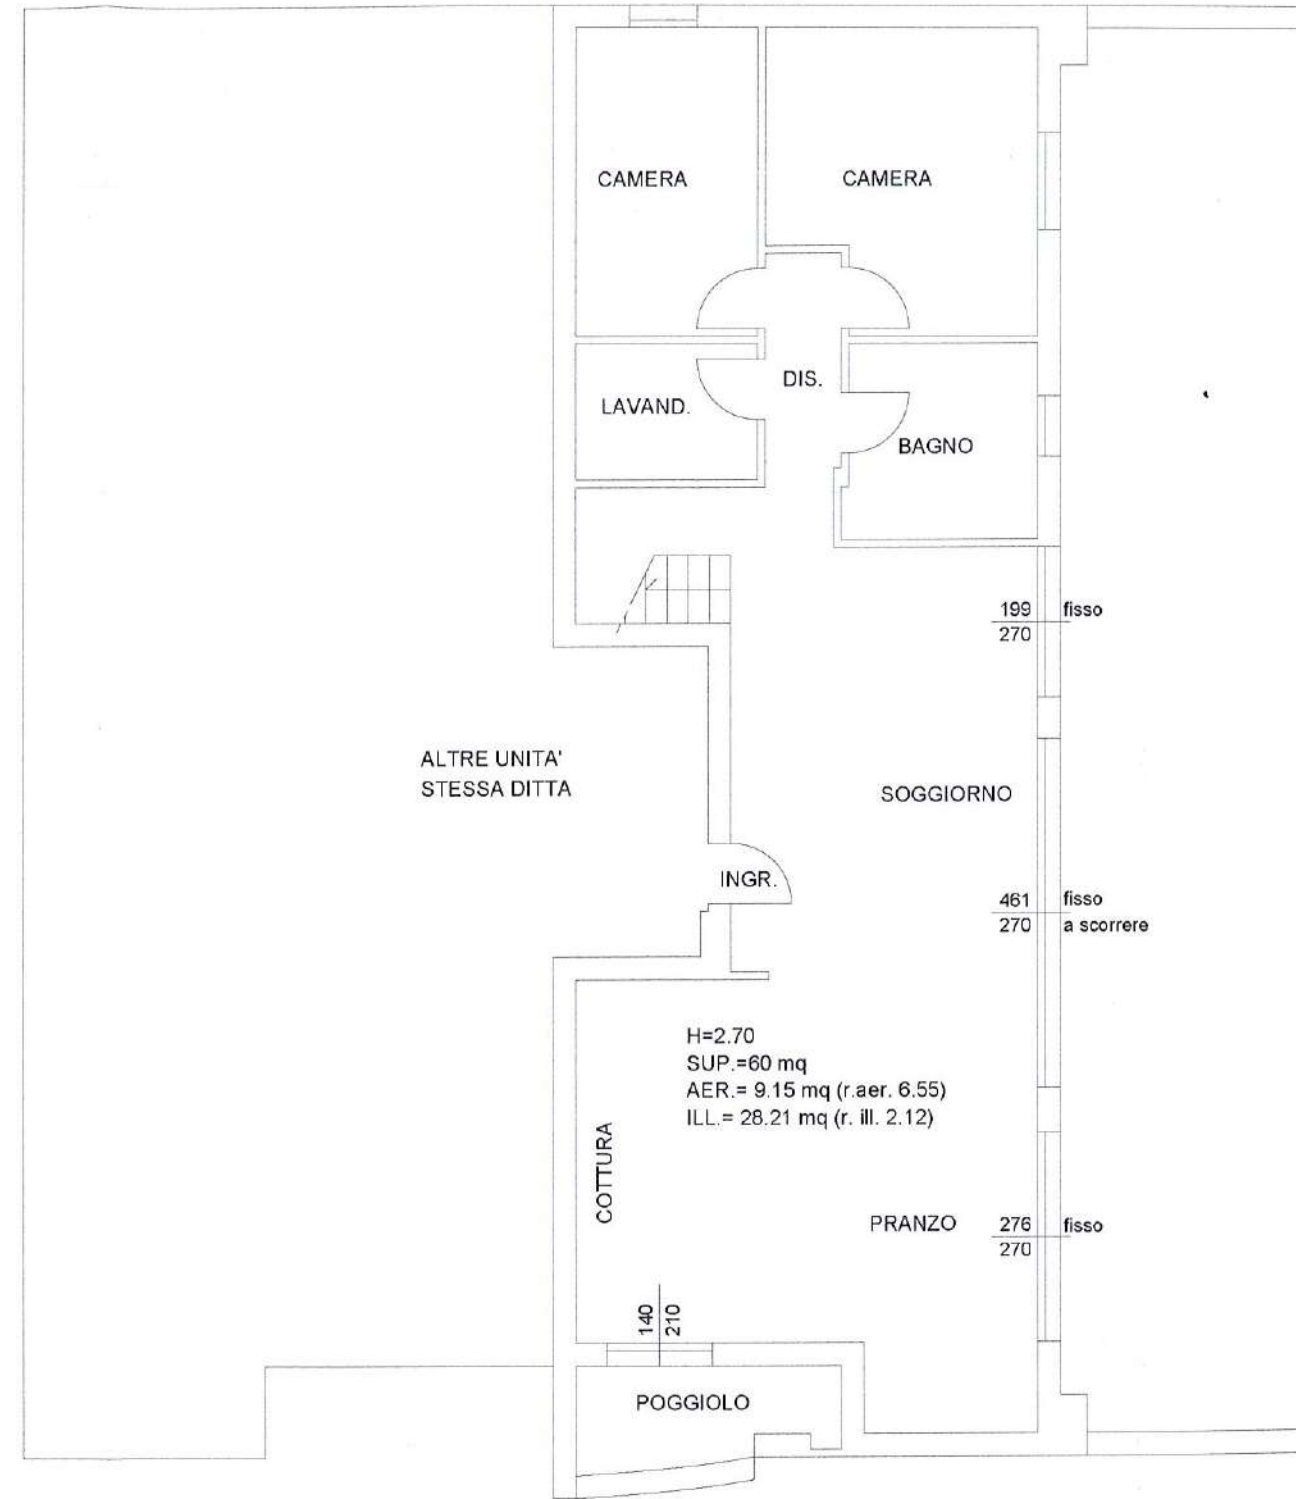 CAMERA
CAMERA
DIS.
LAVAND.
BAGNO
199 fisso
270
ALTRE UNITA'
STESSA DITTA
SOGGIORNO
INGR.
461 fisso
270 a scorrere
H=2.70
SUP.=60 mq
AER.= 9.15 mq (r.aer. 6.55)
ILL.= 28.21 mq (r. ill. 2.12)
COTTURA
PRANZO
276 fisso
270
140
210
POGGIOLO